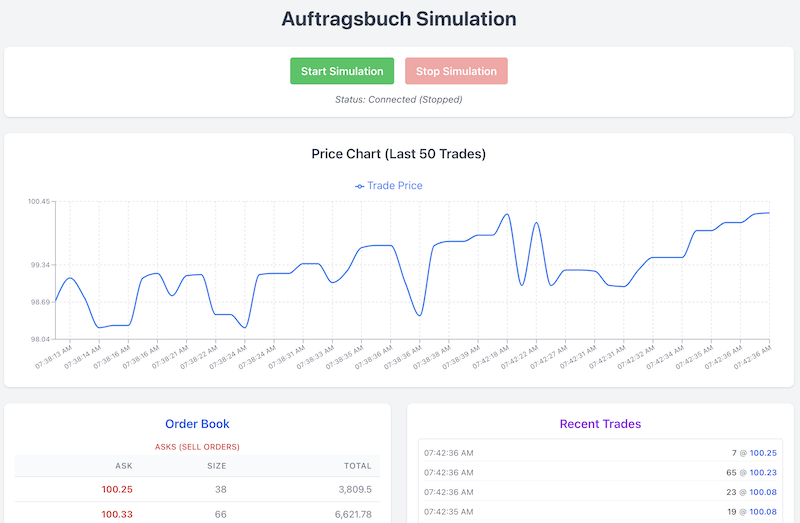 Auftragsbuch Simulation
Start Simulation Stop Simulation
Status: Connected (Stopped)
Price Chart (Last 50 Trades)
Trade Price
100.45
99.34
98.69
98.04
07:38:13 AM 07:38:14 AM 07:38:16 AM 07:38:16 AM 07:38:21 AM 07:38:22 AM 07:38:24 AM 07:38:24 AM 07:38:31 AM 07:38:33 AM 07:38:35 AM 07:38:36 AM 07:38:36 AM 07:38:38 AM 07:38:39 AM 07:42:18 AM 07:42:22 AM 07:42:27 AM 07:42:31 AM 07:42:31 AM 07:42:32 AM 07:42:34 AM 07:42:35 AM 07:42:36 AM 07:42:36 AM
Order Book
ASKS (SELL ORDERS)
ASK SIZE TOTAL
100.25 38 3,809.5
100.33 66 6,621.78
Recent Trades
07:42:36 AM 7 @ 100.25
07:42:36 AM 65 @ 100.23
07:42:36 AM 23 @ 100.08
07:42:35 AM 19 @ 100.08